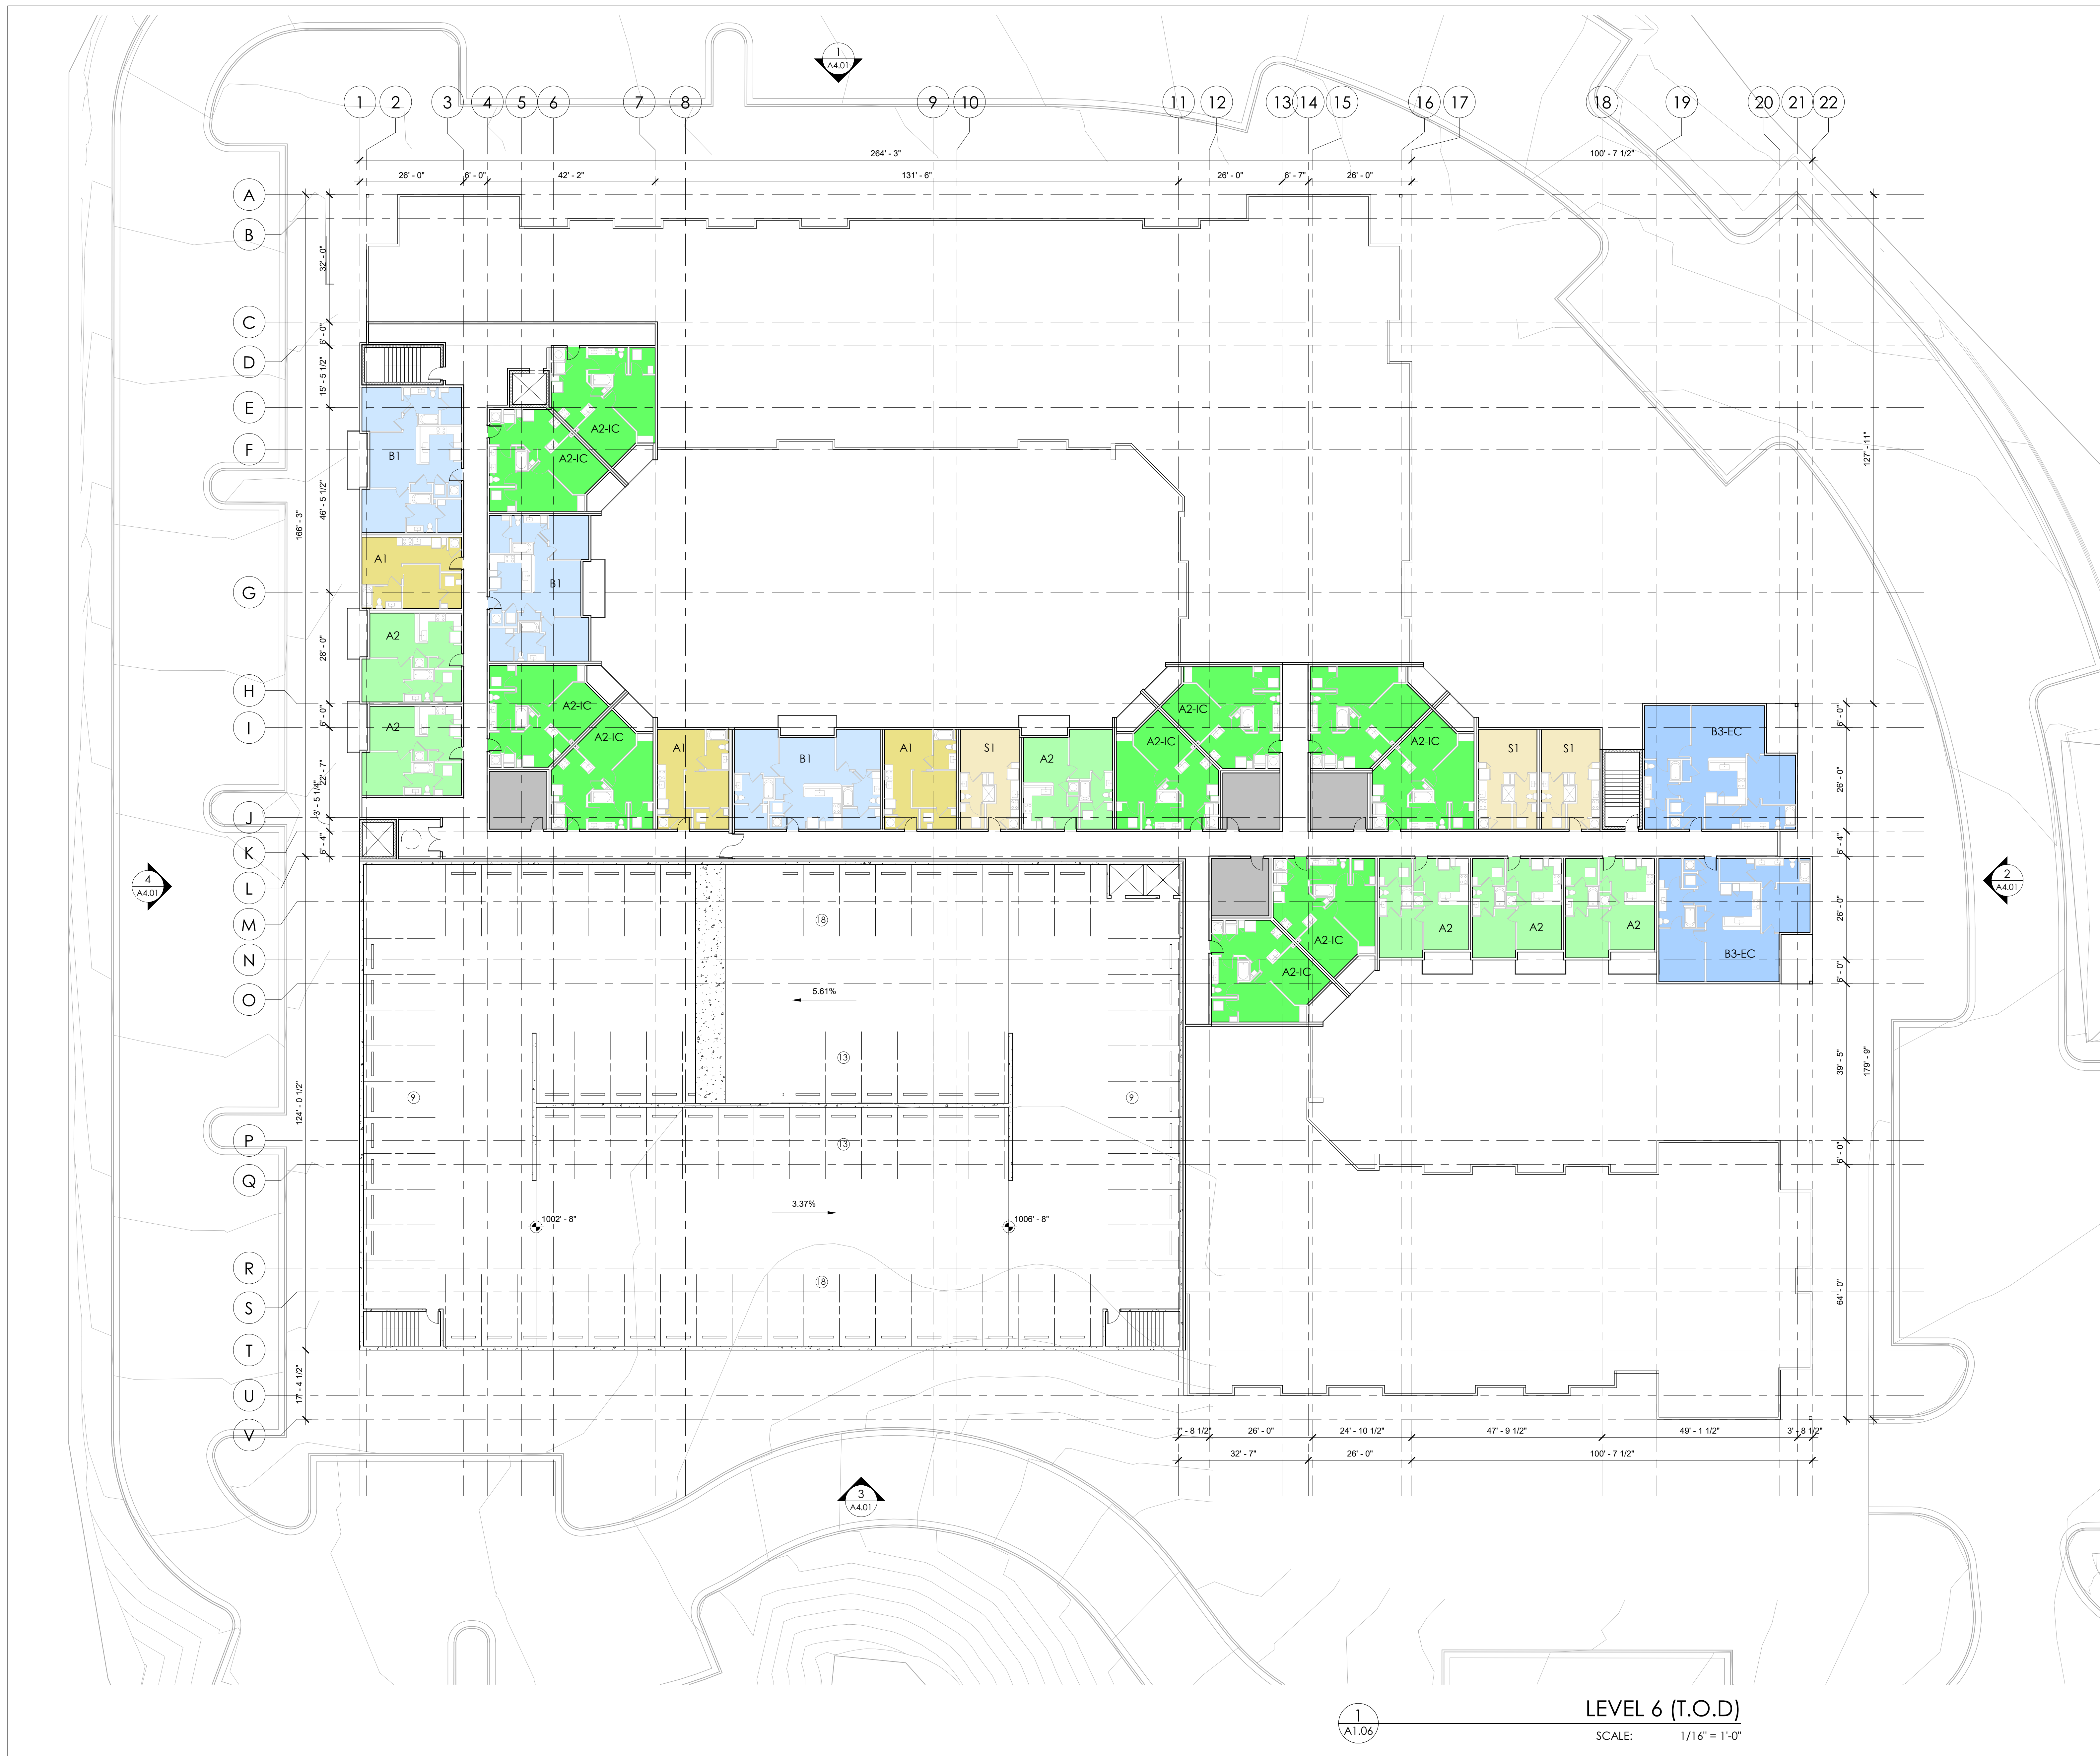 1
A4.01
1 2 3 4 5 6 7 8 9 10 11 12 13 14 15 16 17 18 19 20 21 22
264' - 3" 100' - 7 1/2"
26' - 0" 6' - 0" 42' - 2" 131' - 6" 26' - 0" 6' - 7" 26' - 0"
A
B
32' - 0"
C
6' - 0"
D
15' - 5 1/2"
E
A2-IC
F
B1
A2-IC
127' - 11"
46' - 5 1/2"
166' - 3"
A1
B1
G
28' - 0"
A2
H
A2-IC
A2-IC
6' - 0"
I
A2
A2-IC
A1
B1
A1
S1
A2
A2-IC
A2-IC
S1
S1
B3-EC
6' - 0"
22' - 7"
26' - 0"
3' - 5 1/4"
J
6' - 4"
K
6' - 4"
L
4
A4.01
2
A4.01
M
18
26' - 0"
A2
A2
A2
A2-IC
B3-EC
N
A2-IC
6' - 0"
O
5.61%
13
39' - 5"
179' - 9"
9
9
124' - 0 1/2"
P
13
6' - 0"
Q
3.37%
1002' - 8"
1006' - 8"
R
18
64' - 0"
S
T
17' - 4 1/2"
U
V
7' - 8 1/2" 26' - 0" 24' - 10 1/2" 47' - 9 1/2" 49' - 1 1/2" 3' - 8 1/2"
32' - 7" 26' - 0" 100' - 7 1/2"
3
A4.01
1
A1.06
LEVEL 6 (T.O.D)
SCALE: 1/16" = 1'-0"